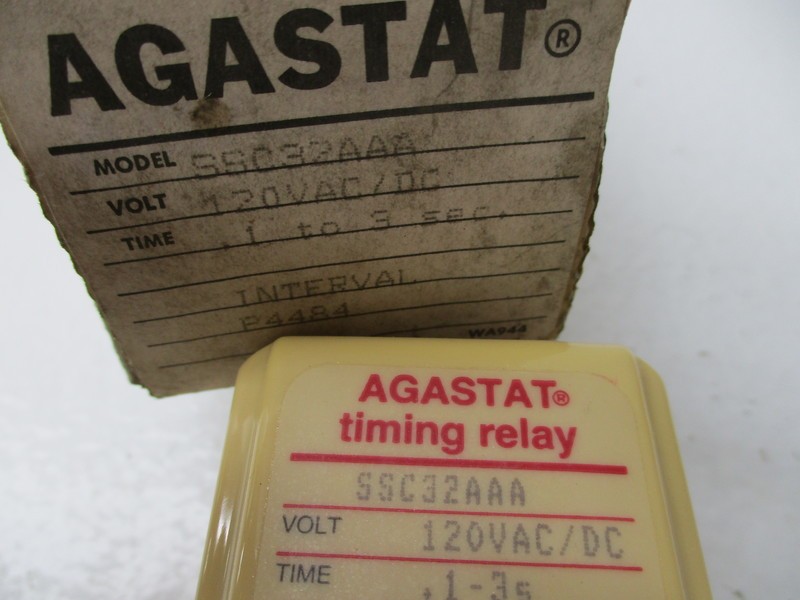 AGASTAT®
MODEL SSC32AAA
VOLT 120VAC/DC
TIME .1 to 3 sec.
INTERVAL
P4484
WA944
AGASTAT®
timing relay
SSC32AAA
VOLT 120VAC/DC
TIME .1-3s